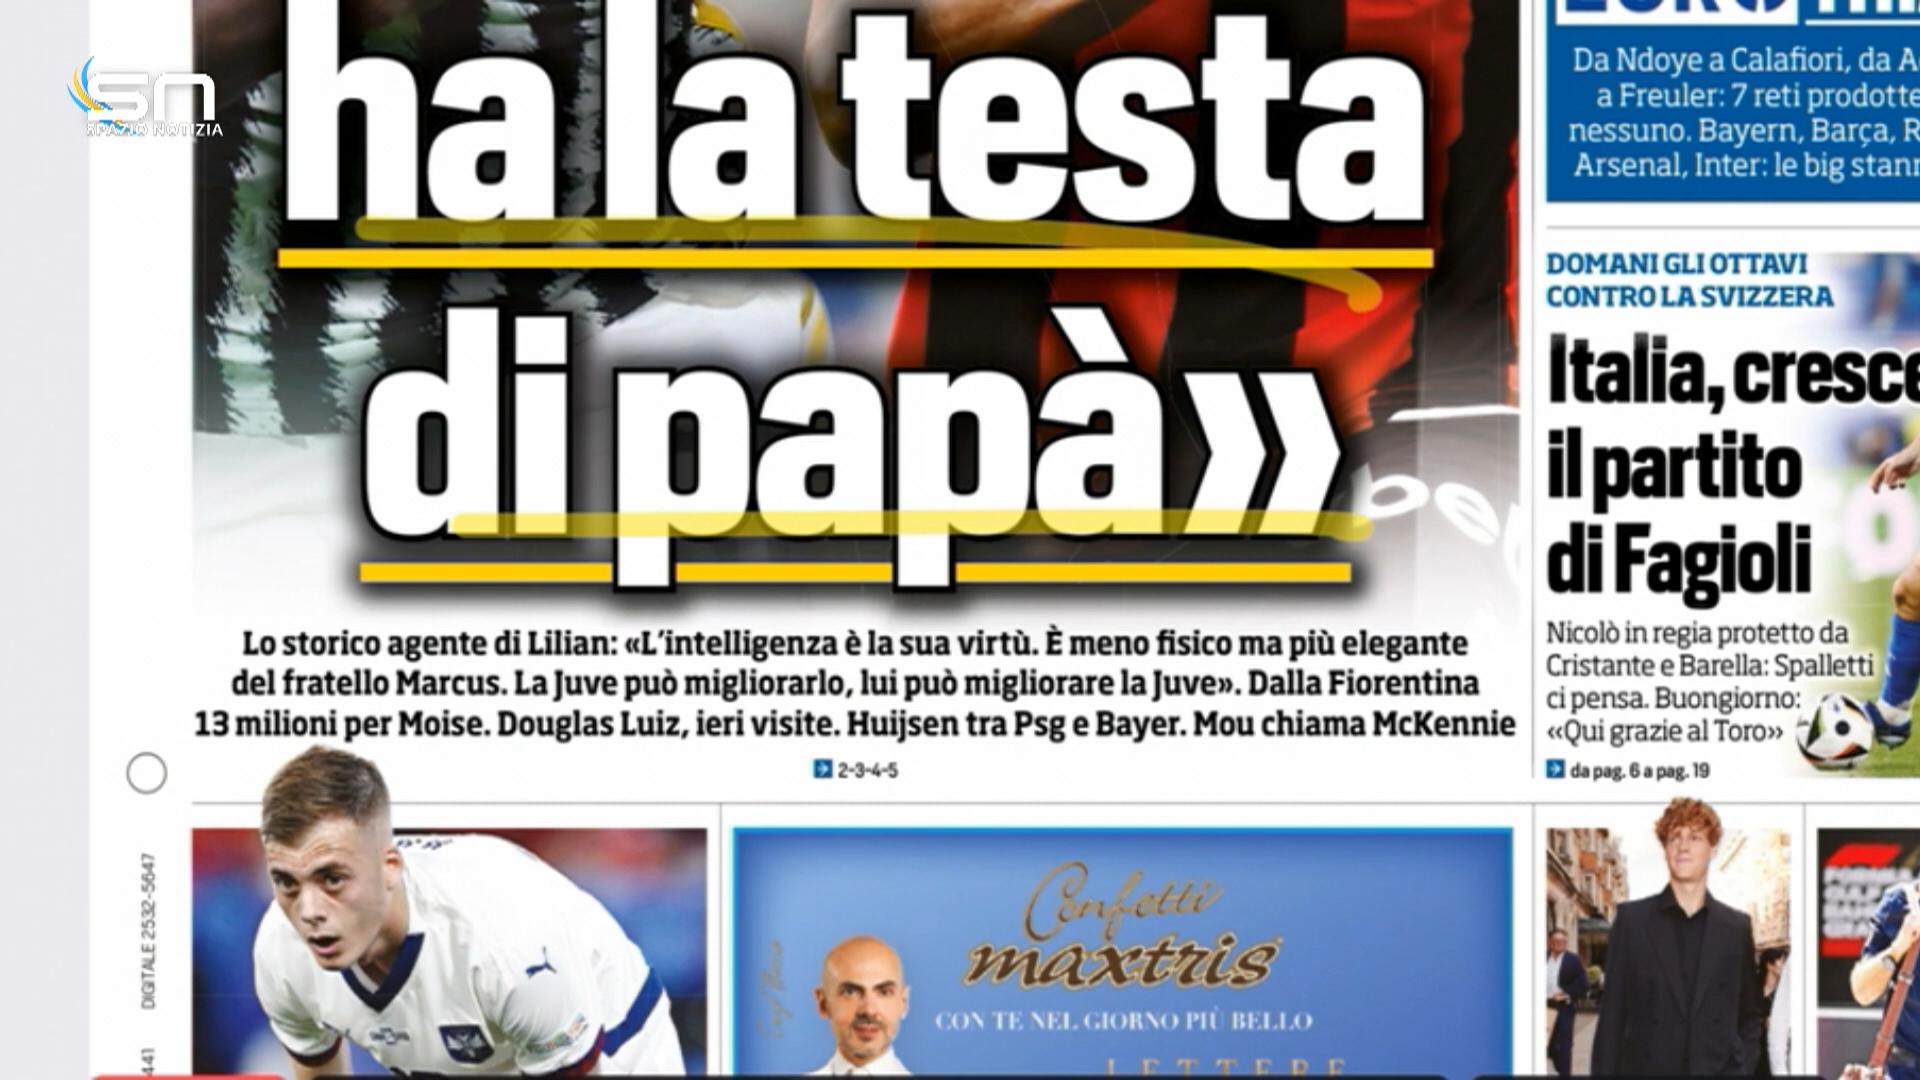 SN
SPAZIO NOTIZIA
ha la testa
di papà»
Lo storico agente di Lilian: «L'intelligenza è la sua virtù. È meno fisico ma più elegante
del fratello Marcus. La Juve può migliorarlo, lui può migliorare la Juve». Dalla Fiorentina
13 milioni per Moise. Douglas Luiz, ieri visite. Huijsen tra Psg e Bayer. Mou chiama McKennie
2-3-4-5
Da Ndoye a Calafiori, da A
a Freuler: 7 reti prodotte
nessuno. Bayern, Barça, R
Arsenal, Inter: le big stann
DOMANI GLI OTTAVI
CONTRO LA SVIZZERA
Italia, cresce
il partito
di Fagioli
Nicolò in regia protetto da
Cristante e Barella: Spalletti
ci pensa. Buongiorno:
«Qui grazie al Toro»
da pag. 6 a pag. 19
DIGITALE 2532-5647
441
Confetti
maxtris
CON TE NEL GIORNO PIÙ BELLO
LETTERE